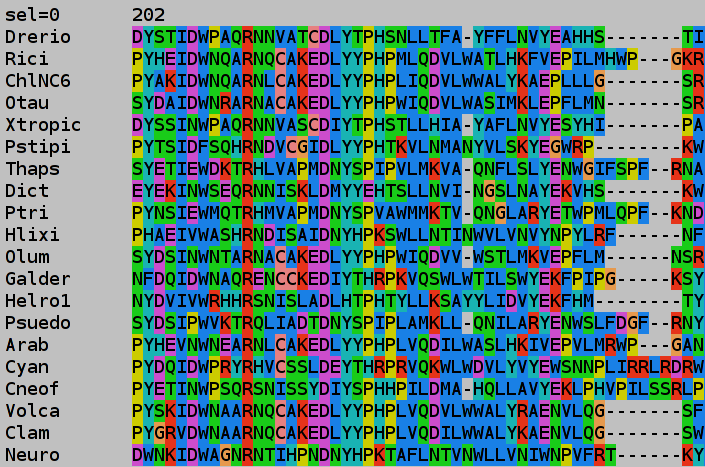 sel=0 202
Drerio DYSTIDWPAQRNNVATCDLYTPHSNLLTFA-YFFLNVYEAHHS-------TI
Rici PYHEIDWNQARNQCAKEDLYYPHPMLQDVLWATLHKFVEPILMHWP---GKR
ChlNC6 PYAKIDWNQARNLCAKEDLYYPHPLIQDVLWWALYKAEPLLLG-------SR
Otau SYDAIDWNRARNACAKEDLYYPHPWIQDVLWASIMKLEPFLMN-------SR
Xtropic DYSSINWPAQRNNVASCDIYTPHSTLLHIA-YAFLNVYESYHI-------PA
Pstipi PYTSIDFSQHRNDVCGIDLYYPHTKVLNMANYVLSKYEGWRP--------KW
Thaps SYETIEWDKTRHLVAPMDNYSPIPVLMKVA-QNFLSLYENWGIFSPF--RNA
Dict EYEKINWSEQRNNISKLDMYYEHTSLLNVI-NGSLNAYEKVHS-------KW
Ptri PYNSIEWMQTRHMVAPMDNYSPVAWMMKTV-QNGLARYETWPMLQPF--KND
Hlixi PHAEIVWASHRNDISAIDNYHPKSWLLNTINWVLVNVYNPYLRF------NF
Olum SYDSINWNTARNACAKEDLYYPHPWIQDVV-WSTLMKVEPFLM------NSR
Galder NFDQIDWNAQRENCCKEDIYTHRPKVQSWLWTILSWYEKFPIPG-----KSY
Helro1 NYDVIVWRHHRSNISLADLHTPHTYLLKSAYYLIDVYEKFHM--------TY
Psuedo SYDSIPWVKTRQLIADTDNYSPIPLAMKLL-QNILARYENWSLFDGF--RNY
Arab PYHEVNWNEARNLCAKEDLYYPHPLVQDILWASLHKIVEPVLMRWP---GAN
Cyan PYDQIDWPRYRHVCSSLDEYTHRPRVQKWLWDVLYVYEWSNNPLIRRLRDRW
Cneof PYETINWPSQRSNISSYDIYSPHHPILDMA-HQLLAVYEKLPHVPILSSRLP
Volca PYSKIDWNAARNQCAKEDLYYPHPLVQDVLWWALYRAENVLQG-------SF
Clam PYGRVDWNAARNQCAKEDLYYPHPLVQDILWWALYKAENVLQG-------SW
Neuro DWNKIDWAGNRNTIHPNDNYHPKTAFLNTVNWLLVNIWNPVFRT------KY